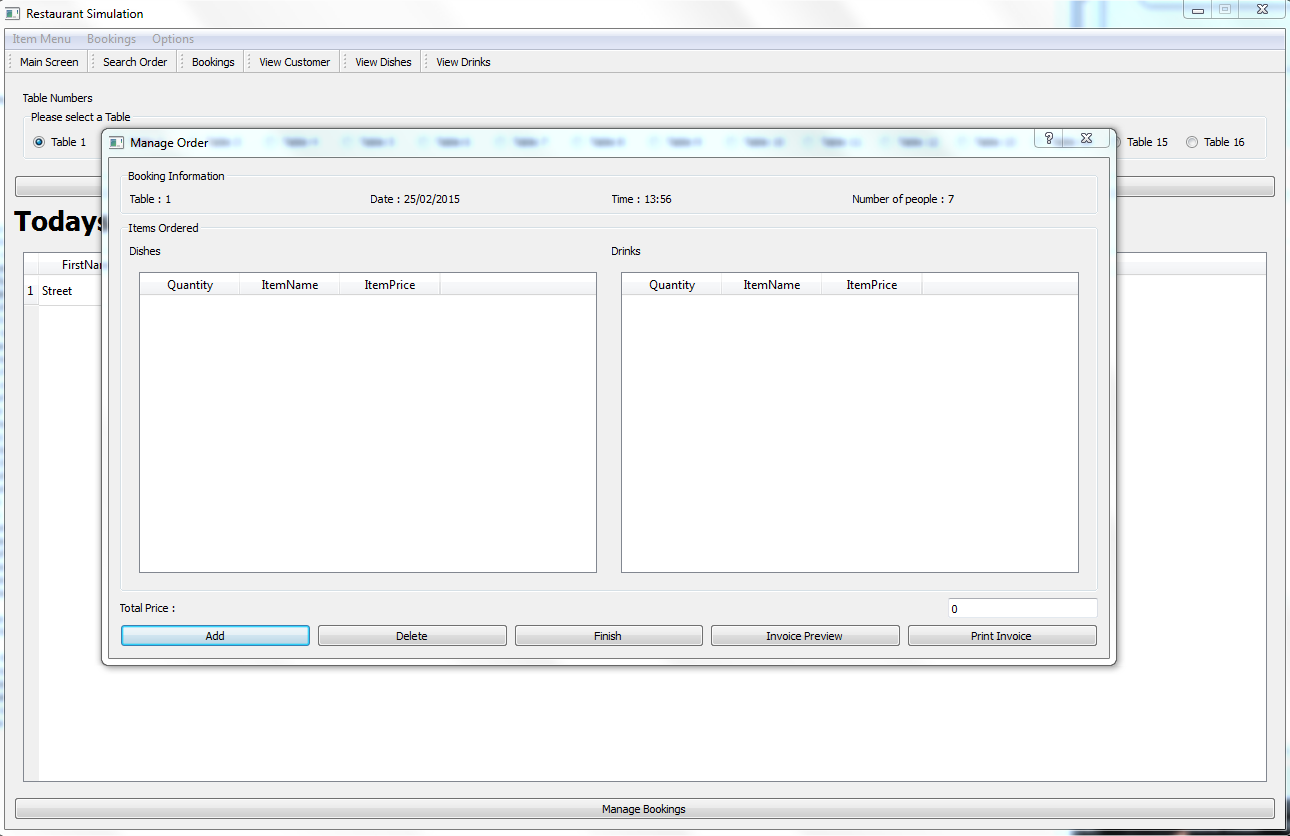 Restaurant Simulation
Item Menu Bookings Options
Main Screen Search Order Bookings View Customer View Dishes View Drinks
Table Numbers
Please select a Table
Table 1 Table 15 Table 16
Manage Order
?
Booking Information
Table : 1 Date : 25/02/2015 Time : 13:56 Number of people : 7
Todays
Items Ordered
Dishes Drinks
FirstNa
Quantity ItemName ItemPrice Quantity ItemName ItemPrice
1 Street
Total Price : 0
Add Delete Finish Invoice Preview Print Invoice
Manage Bookings